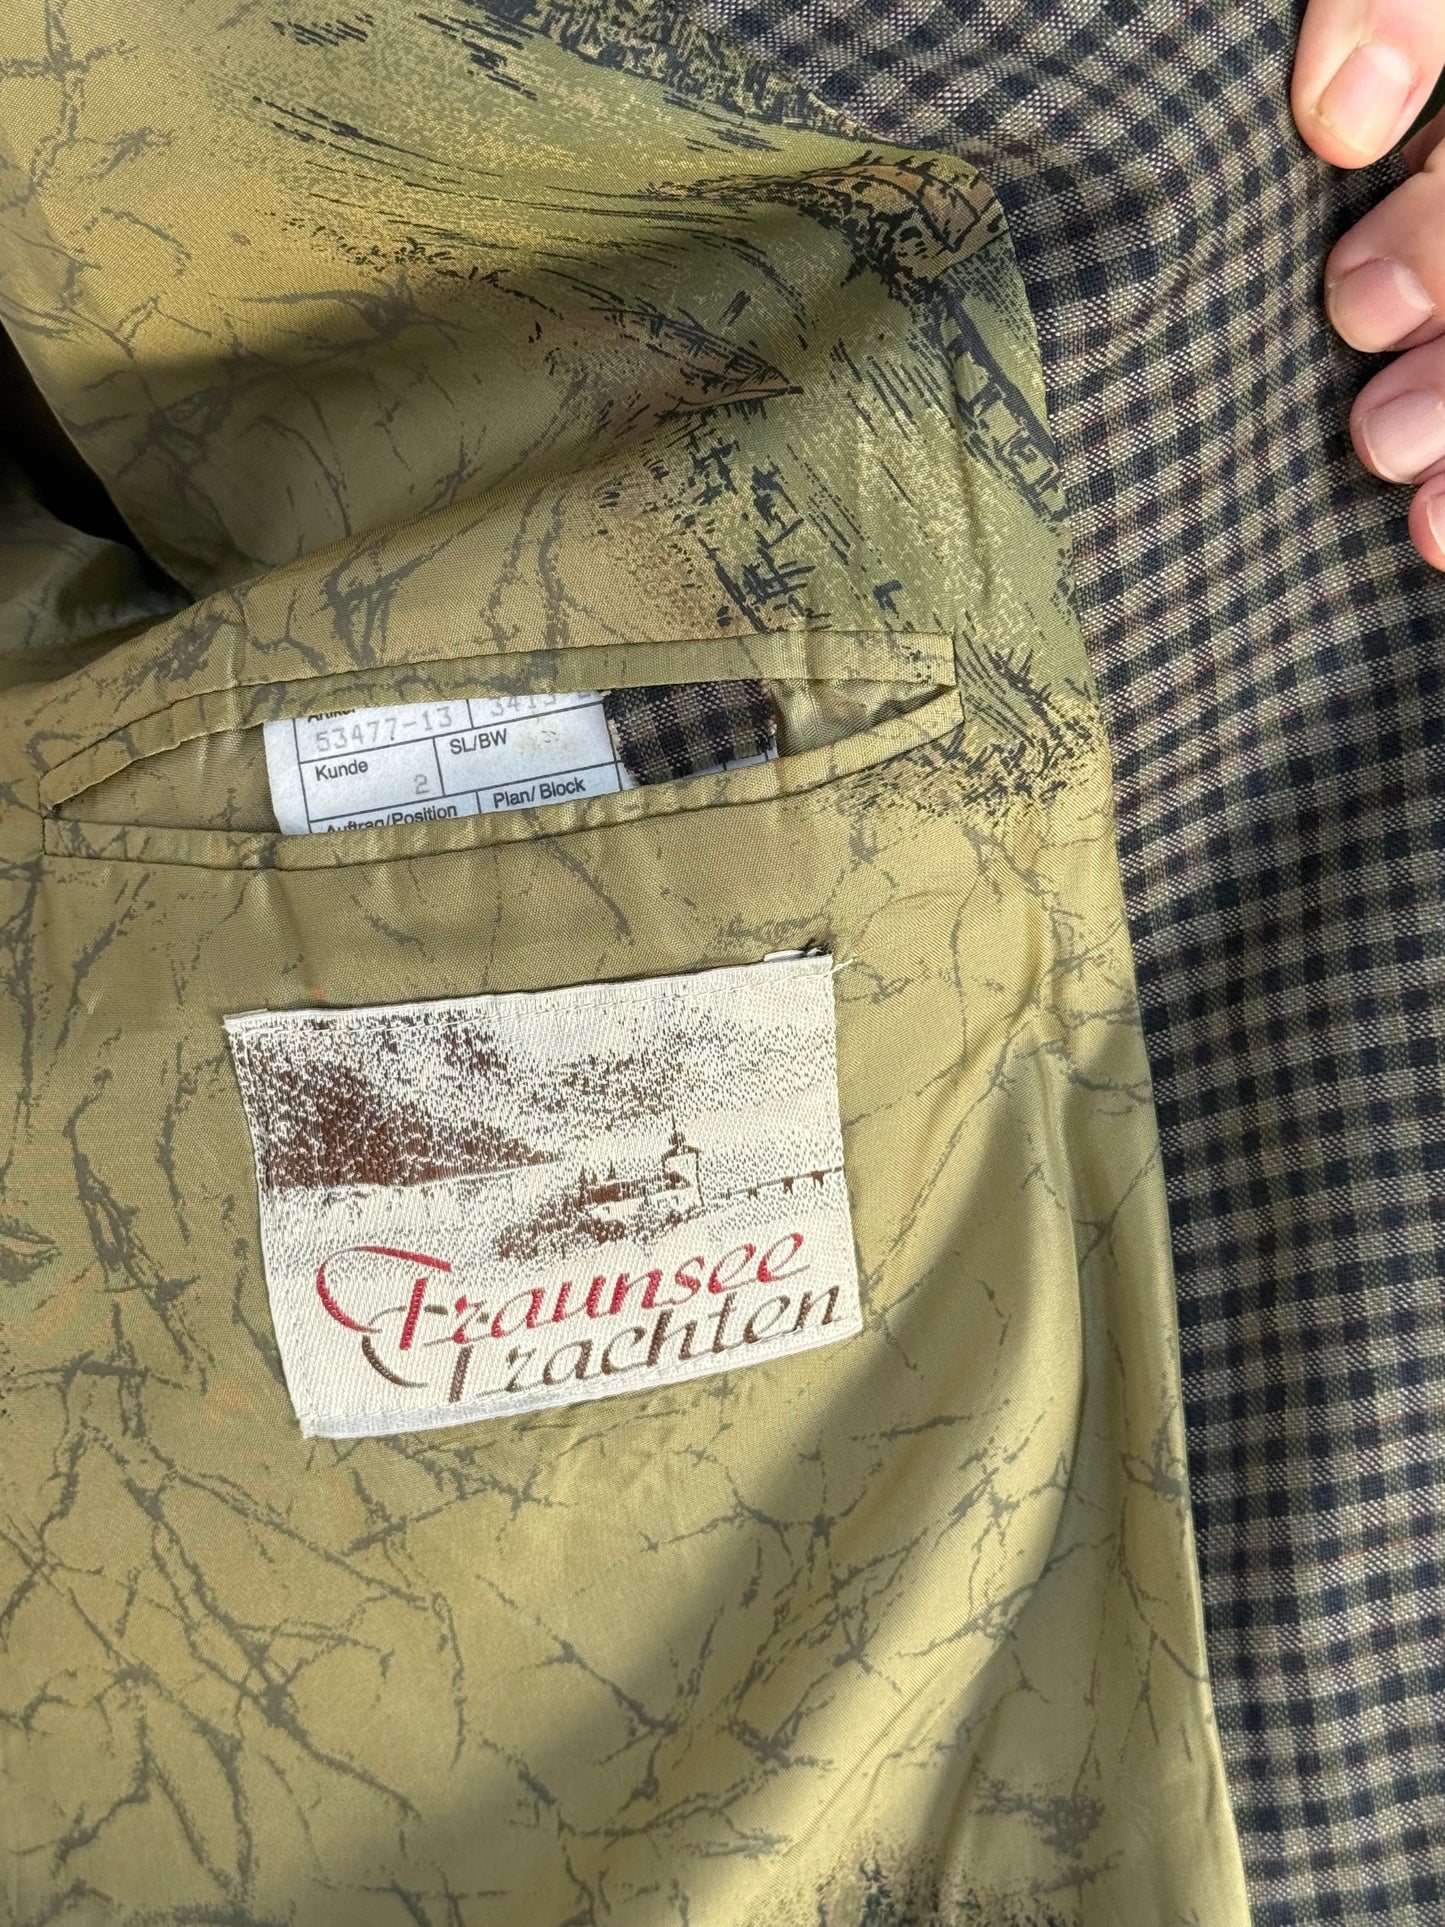 53477-13
Kunde
SL/BW
2
Auftrag/Position
Plan/Block
Traunsee
Trachten